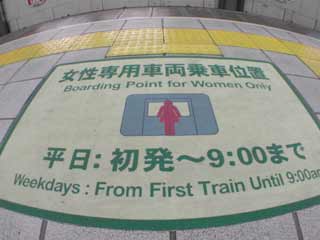 女性専用車両乗車位置
Boarding Point for Women Only
平日：初発～9:00まで
Weekdays : From First Train Until 9:00am